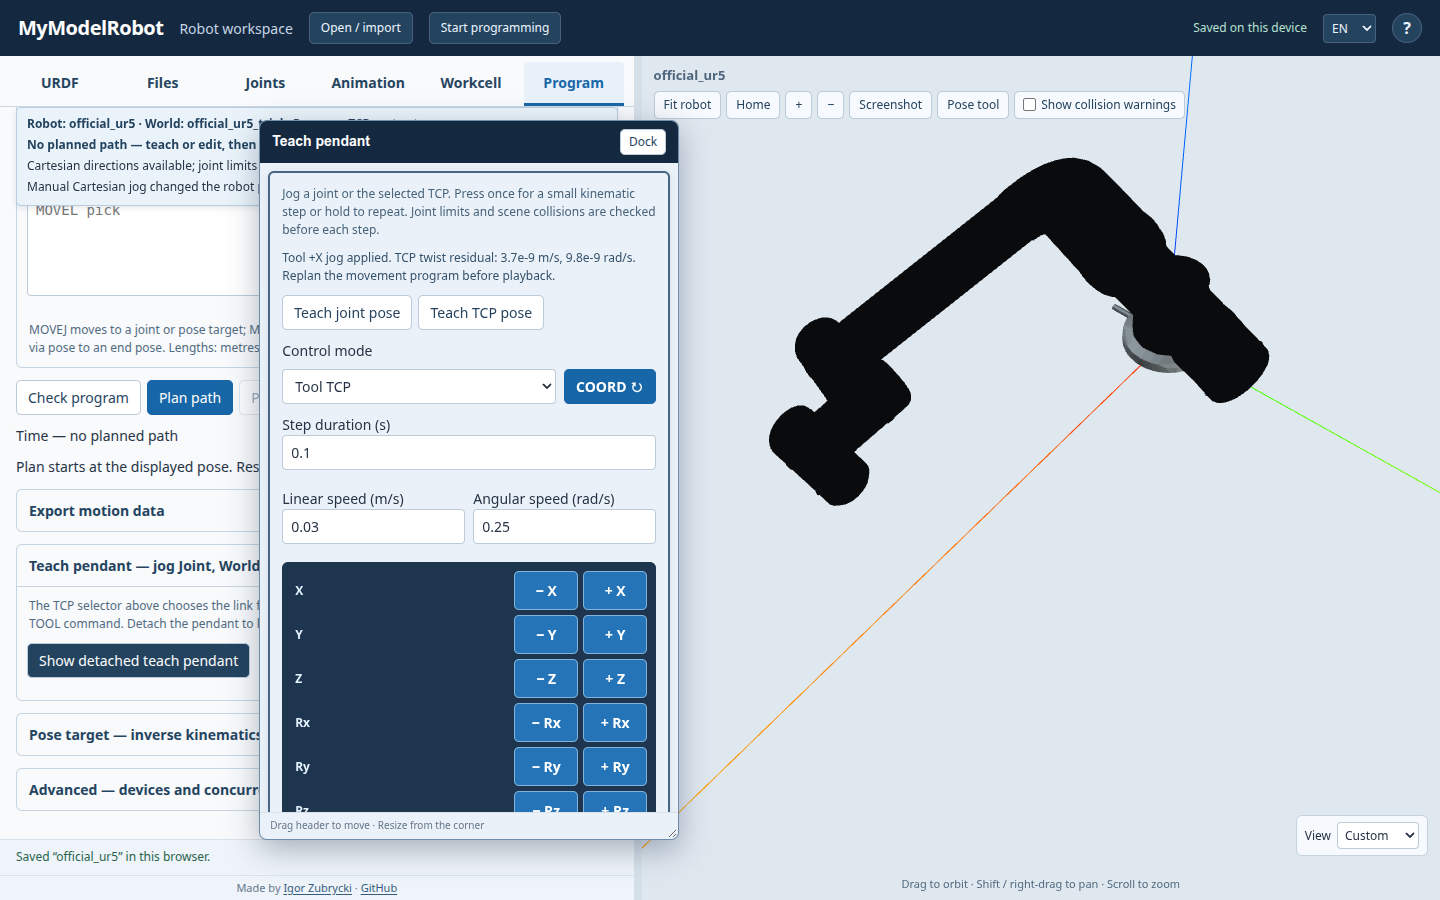 MyModelRobot
Robot workspace
Open / import
Start programming
Saved on this device
EN
?
URDF
Files
Joints
Animation
Workcell
Program
Robot: official_ur5 · World: official_ur5_
No planned path — teach or edit, then
Cartesian directions available; joint limits
Manual Cartesian jog changed the robot
MOVEL pick
MOVEJ moves to a joint or pose target; M
via pose to an end pose. Lengths: metres
Check program
Plan path
P
Time — no planned path
Plan starts at the displayed pose. Res
Export motion data
Teach pendant — jog Joint, World
The TCP selector above chooses the link f
TOOL command. Detach the pendant to
Show detached teach pendant
Pose target — inverse kinematics
Advanced — devices and concurr
Saved “official_ur5” in this browser.
Made by Igor Zubrycki · GitHub
Teach pendant
Dock
Jog a joint or the selected TCP. Press once for a small kinematic
step or hold to repeat. Joint limits and scene collisions are checked
before each step.
Tool +X jog applied. TCP twist residual: 3.7e-9 m/s, 9.8e-9 rad/s.
Replan the movement program before playback.
Teach joint pose
Teach TCP pose
Control mode
Tool TCP
COORD ↻
Step duration (s)
0.1
Linear speed (m/s)
Angular speed (rad/s)
0.03
0.25
X
− X
+ X
Y
− Y
+ Y
Z
− Z
+ Z
Rx
− Rx
+ Rx
Ry
− Ry
+ Ry
Rz
− Rz
+ Rz
Drag header to move · Resize from the corner
official_ur5
Fit robot
Home
+
−
Screenshot
Pose tool
Show collision warnings
View
Custom
Drag to orbit · Shift / right-drag to pan · Scroll to zoom